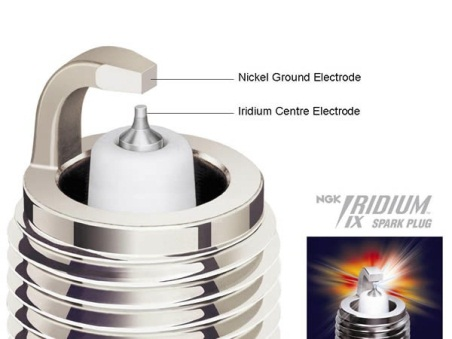 Nickel Ground Electrode
Iridium Centre Electrode
NGK IRIDIUM
IX SPARK PLUG